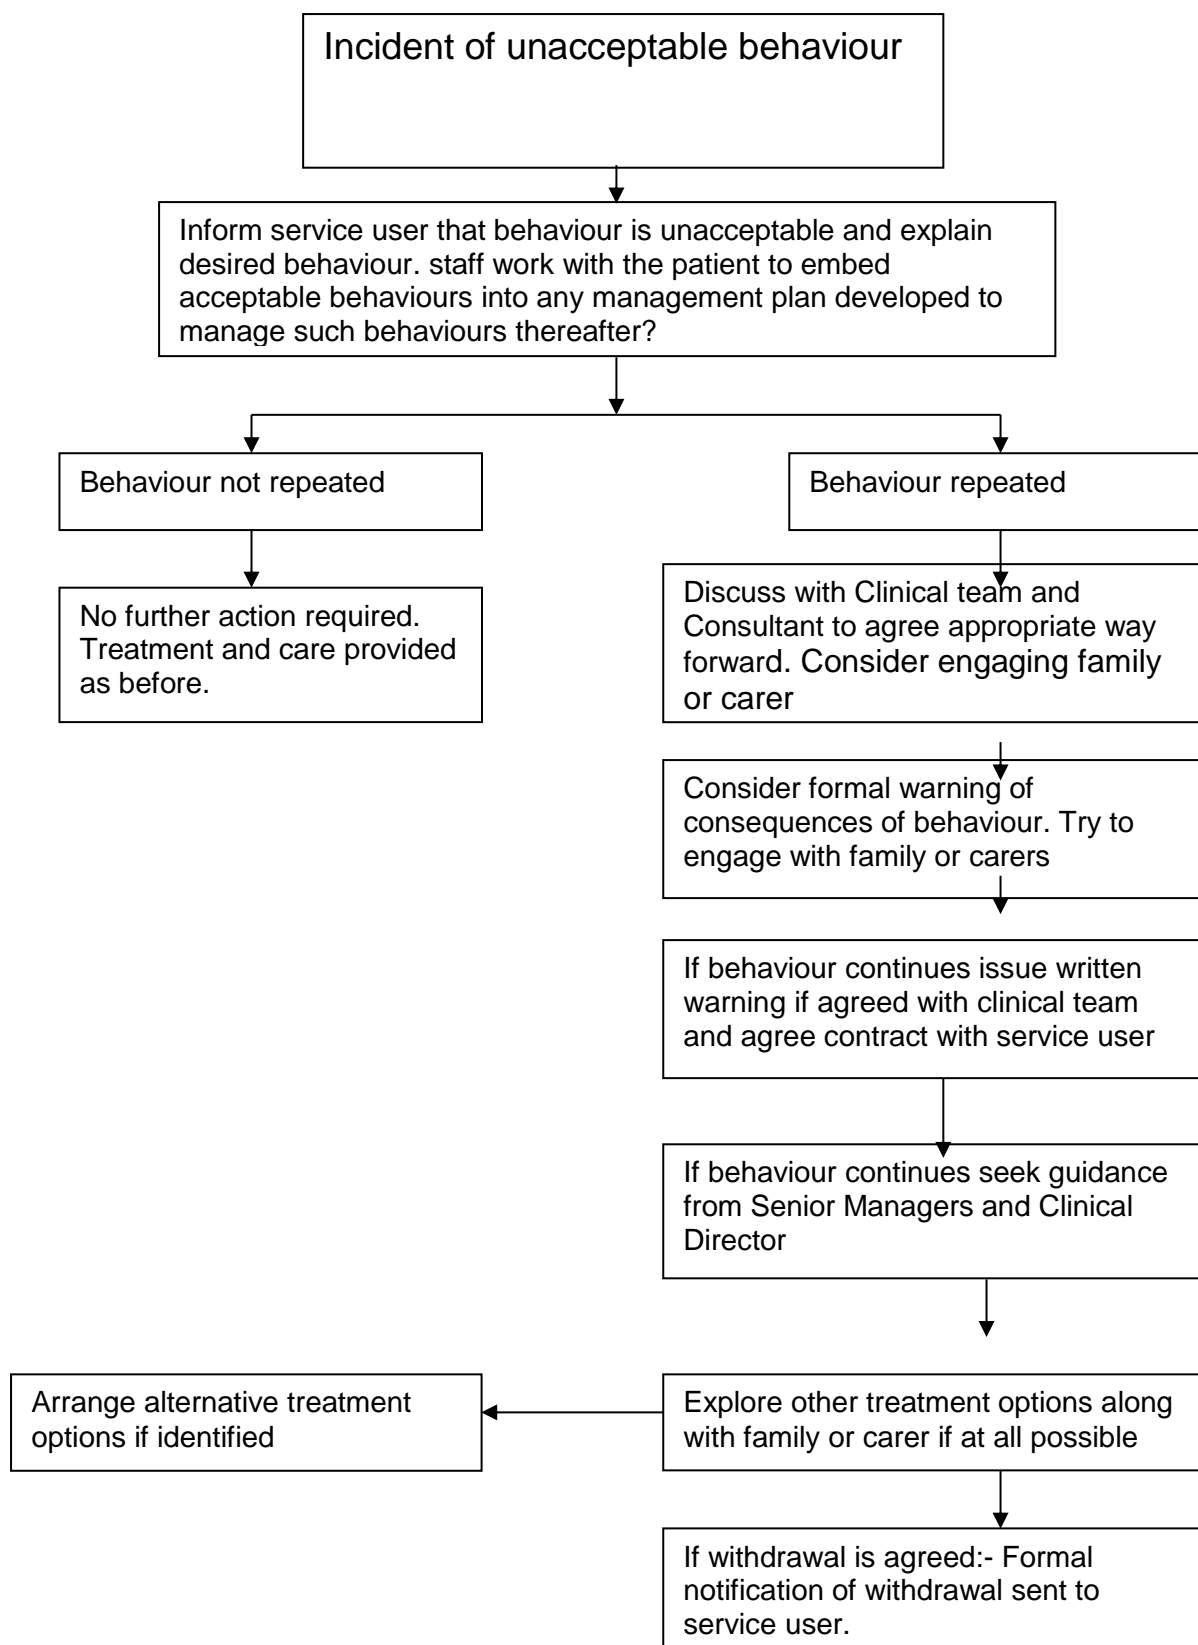 Incident of unacceptable behaviour
Inform service user that behaviour is unacceptable and explain
desired behaviour. staff work with the patient to embed
acceptable behaviours into any management plan developed to
manage such behaviours thereafter?
Behaviour not repeated
Behaviour repeated
No further action required.
Treatment and care provided
as before.
Discuss with Clinical team and
Consultant to agree appropriate way
forward. Consider engaging family
or carer
Consider formal warning of
consequences of behaviour. Try to
engage with family or carers
If behaviour continues issue written
warning if agreed with clinical team
and agree contract with service user
If behaviour continues seek guidance
from Senior Managers and Clinical
Director
Arrange alternative treatment
options if identified
Explore other treatment options along
with family or carer if at all possible
If withdrawal is agreed:- Formal
notification of withdrawal sent to
service user.